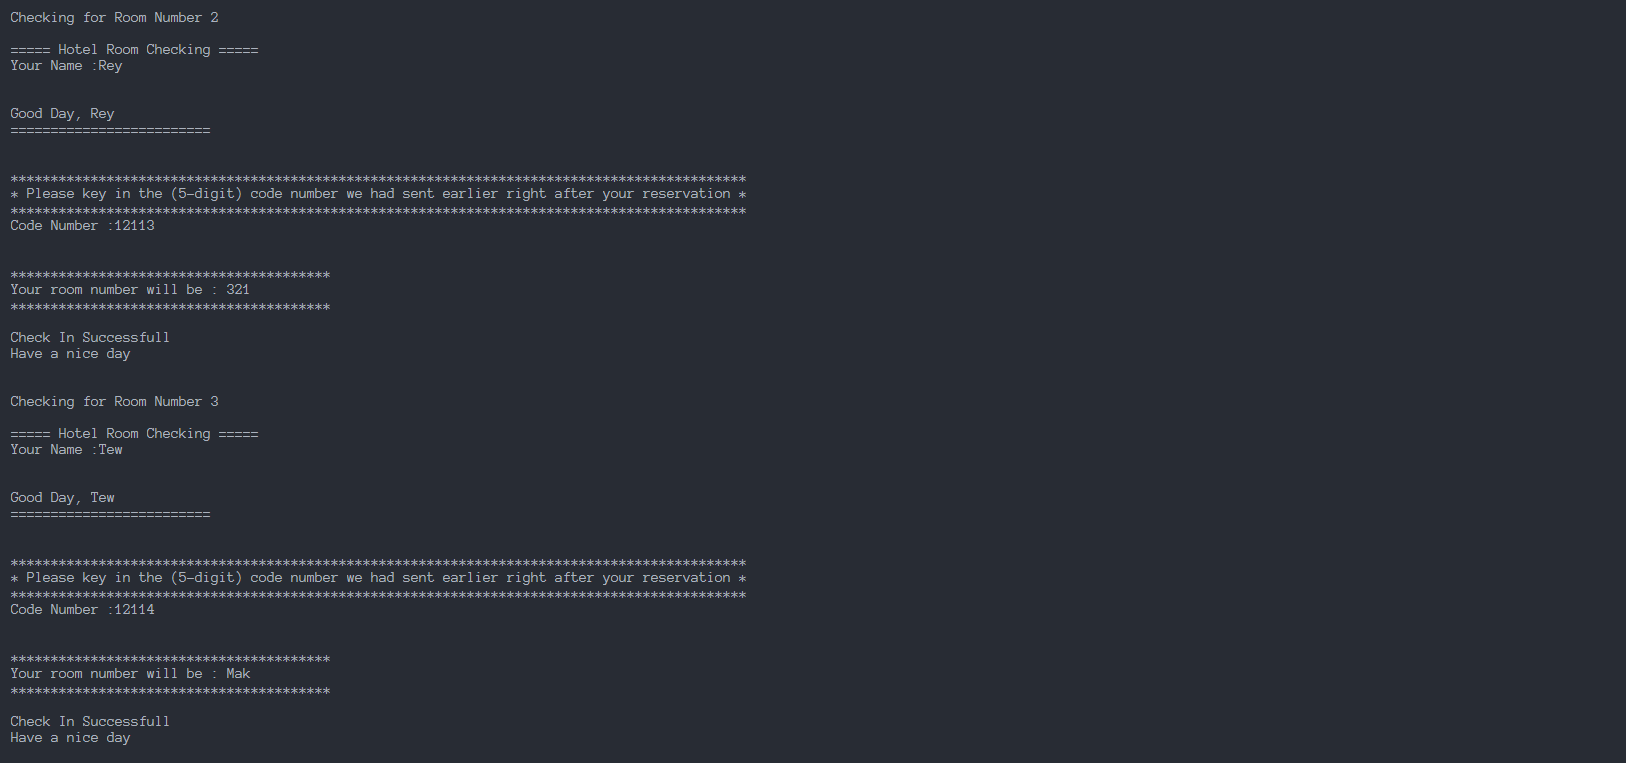 Checking for Room Number 2
===== Hotel Room Checking =====
Your Name :Rey
Good Day, Rey
=========================
********************************************************************************************
* Please key in the (5-digit) code number we had sent earlier right after your reservation *
********************************************************************************************
Code Number :12113
****************************************
Your room number will be : 321
****************************************
Check In Successfull
Have a nice day
Checking for Room Number 3
===== Hotel Room Checking =====
Your Name :Tew
Good Day, Tew
=========================
********************************************************************************************
* Please key in the (5-digit) code number we had sent earlier right after your reservation *
********************************************************************************************
Code Number :12114
****************************************
Your room number will be : Mak
****************************************
Check In Successfull
Have a nice day